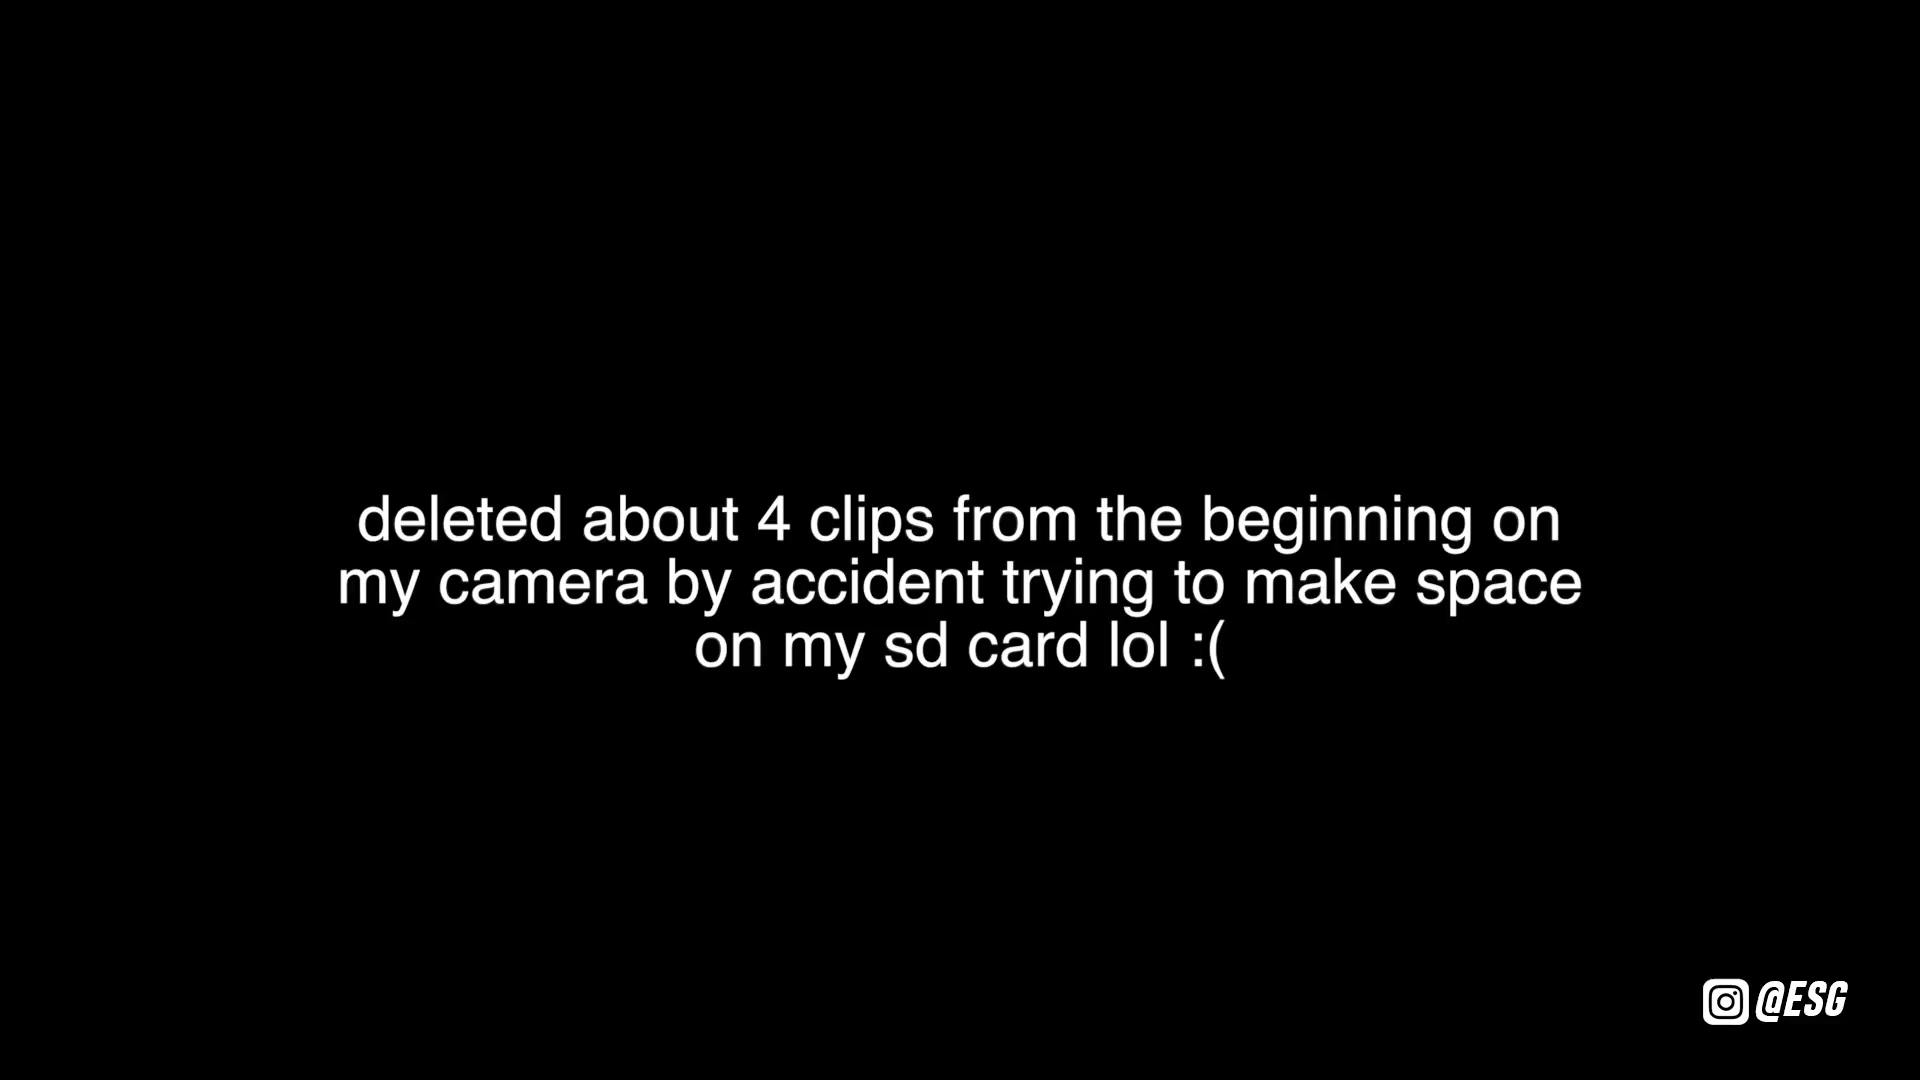 deleted about 4 clips from the beginning on
my camera by accident trying to make space
on my sd card lol :(
@ESG